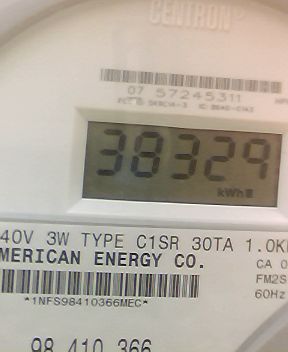 CENTRON®
07 57245311
38329
kWh
40V 3W TYPE C1SR 30TA 1.0K
MERICAN ENERGY CO.
CA 0
FM2S
60Hz
*1NFS98410366MEC*
98 410 366